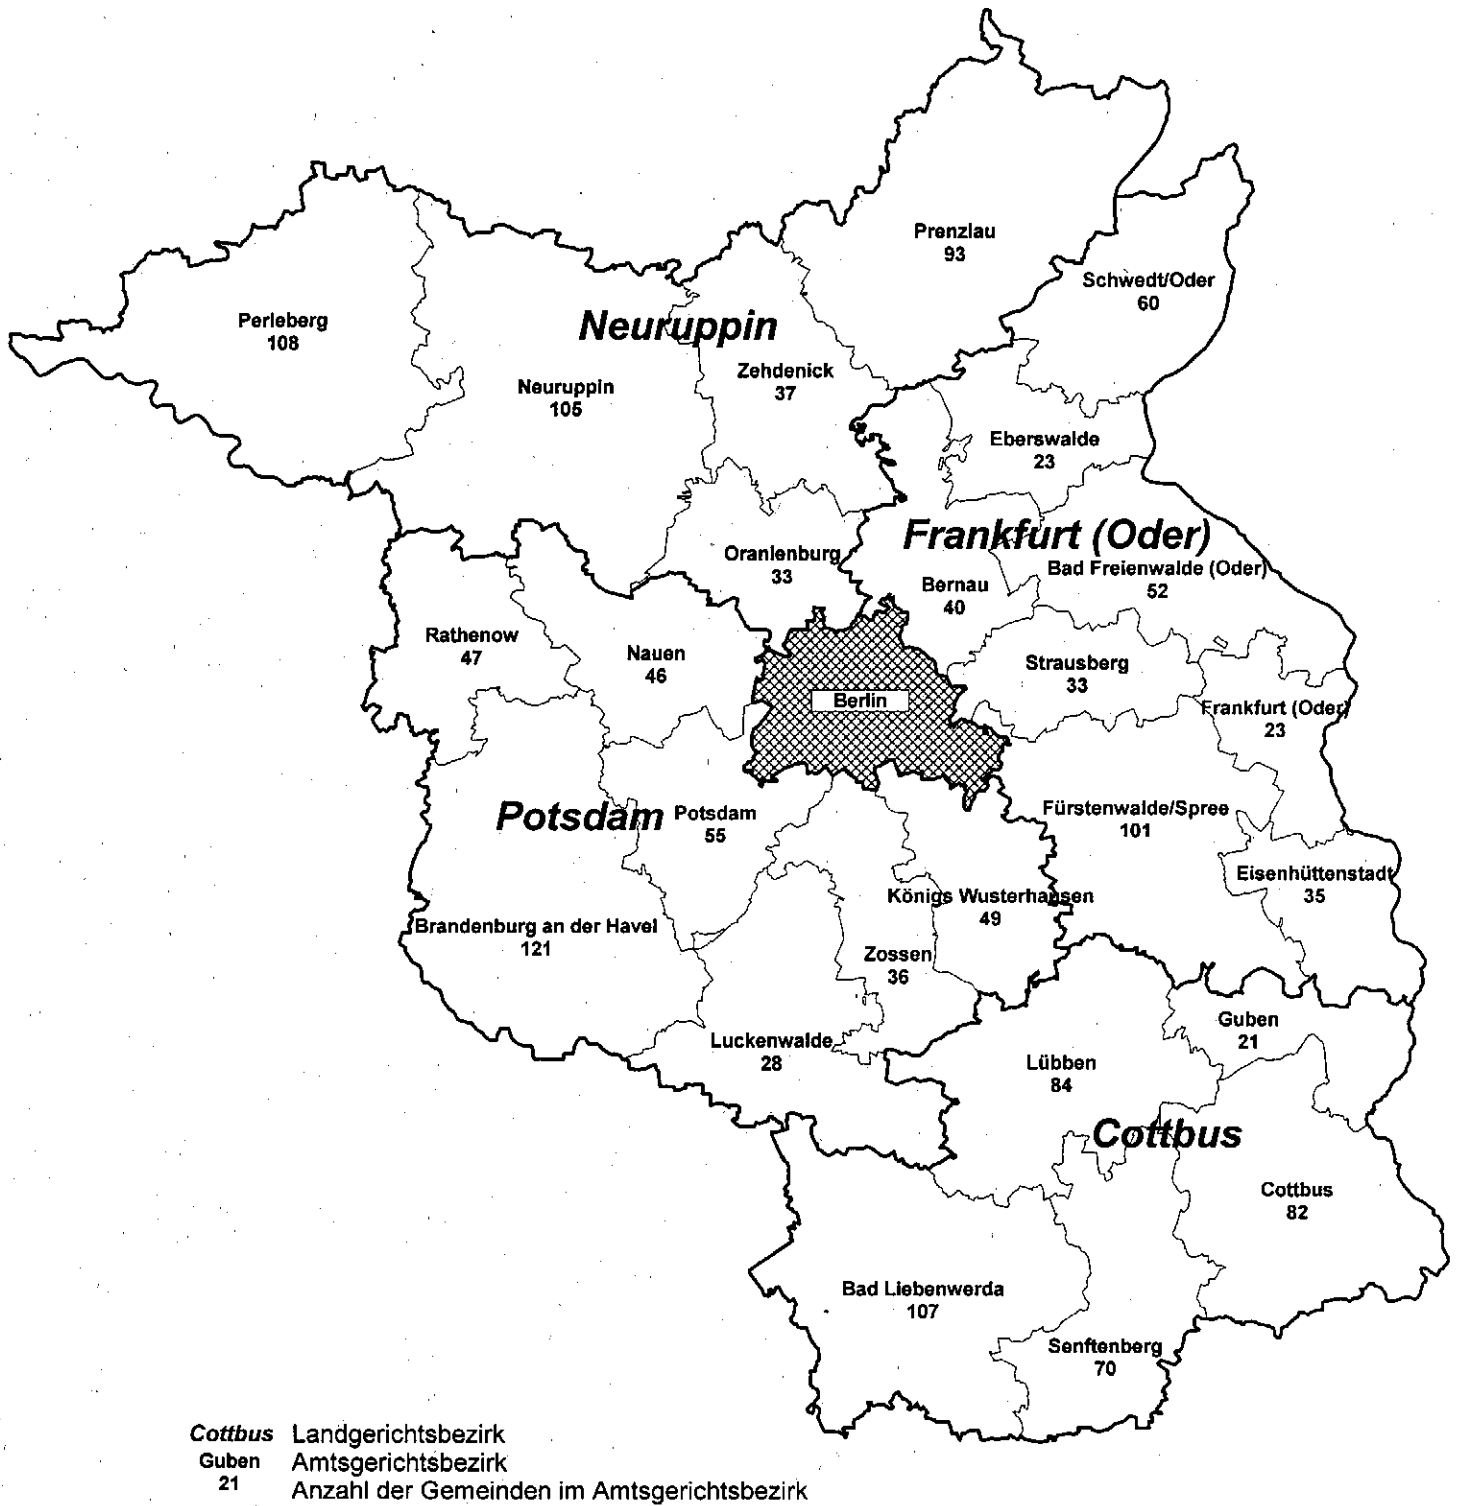 Prenzlau
93
Schwedt/Oder
60
Perleberg
108
Neuruppin
Neuruppin
105
Zehdenick
37
Eberswalde
23
Frankfurt (Oder)
Oranienburg
33
Bernau
40
Bad Freienwalde (Oder)
52
Rathenow
47
Nauen
46
Strausberg
33
Berlin
Frankfurt (Oder)
23
Potsdam
Potsdam
55
Fürstenwalde/Spree
101
Eisenhüttenstadt
35
Königs Wusterhausen
49
Brandenburg an der Havel
121
Zossen
36
Guben
21
Luckenwalde
28
Lübben
84
Cottbus
Cottbus
82
Bad Liebenwerda
107
Senftenberg
70
Cottbus Landgerichtsbezirk
Guben Amtsgerichtsbezirk
21 Anzahl der Gemeinden im Amtsgerichtsbezirk